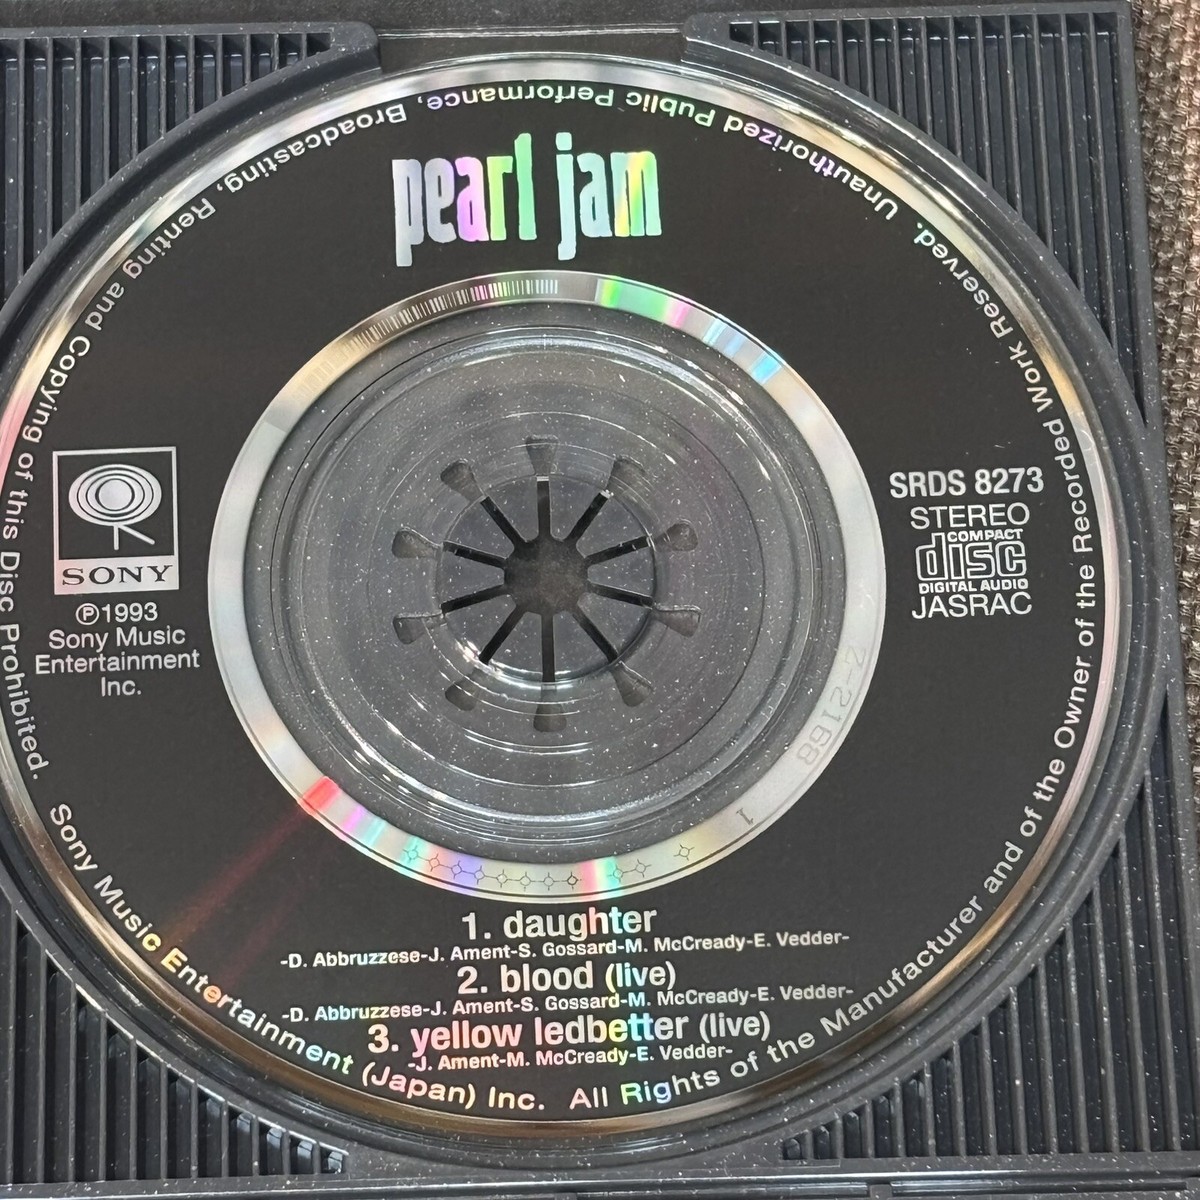 pearl jam
SONY
Ⓟ1993
Sony Music
Entertainment
Inc.
SRDS 8273
STEREO
COMPACT
disc
DIGITAL AUDIO
JASRAC
Z-2168
1
1. daughter
-D. Abbruzzese-J. Ament-S. Gossard-M. McCready-E. Vedder-
2. blood (live)
-D. Abbruzzese-J. Ament-S. Gossard-M. McCready-E. Vedder-
3. yellow ledbetter (live)
-J. Ament-M. McCready-E. Vedder-
Sony Music Entertainment (Japan) Inc. All Rights of the Manufacturer and of the Owner of the Recorded Work Reserved. Unauthorized Public Performance, Broadcasting, Renting and Copying of this Disc Prohibited.